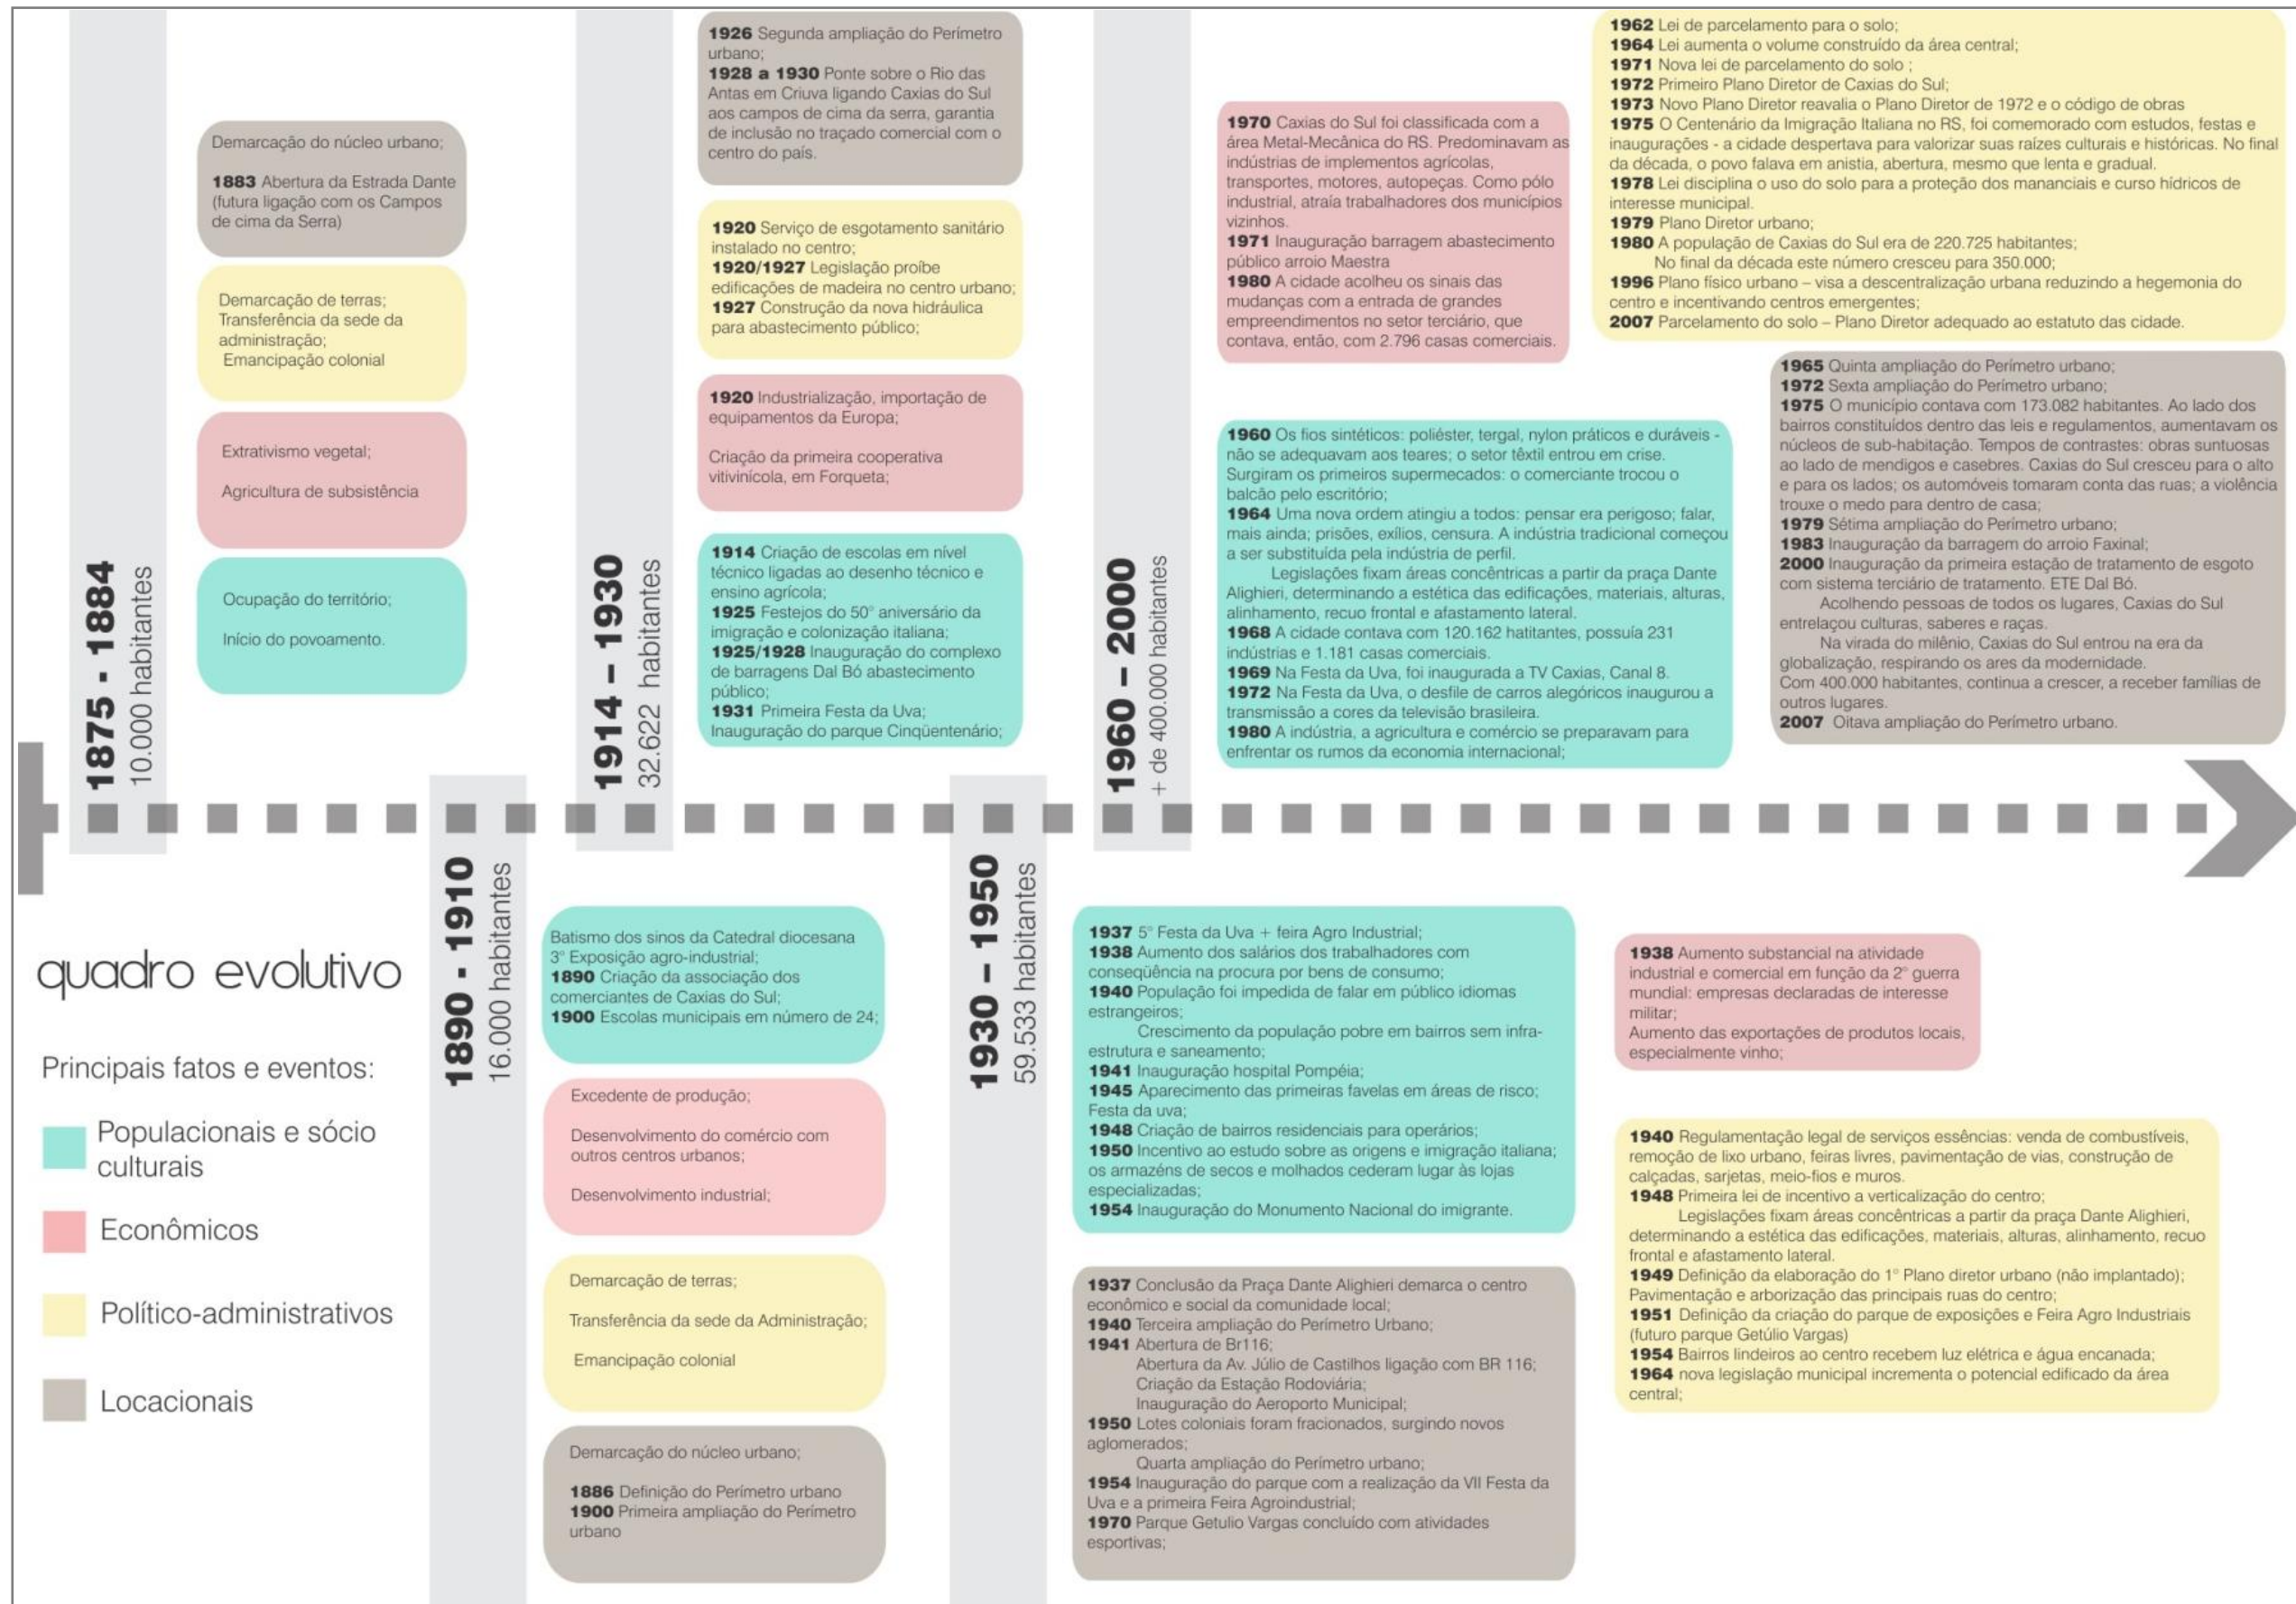 1875 - 1884
10.000 habitantes
Demarcação do núcleo urbano;
1883 Abertura da Estrada Dante
(futura ligação com os Campos
de cima da Serra)
Demarcação de terras;
Transferência da sede da
administração;
Emancipação colonial
Extrativismo vegetal;
Agricultura de subsistência
Ocupação do território;
Início do povoamento.
1914 – 1930
32.622 habitantes
1926 Segunda ampliação do Perímetro
urbano;
1928 a 1930 Ponte sobre o Rio das
Antas em Criuva ligando Caxias do Sul
aos campos de cima da serra, garantia
de inclusão no traçado comercial com o
centro do país.
1920 Serviço de esgotamento sanitário
instalado no centro;
1920/1927 Legislação proíbe
edificações de madeira no centro urbano;
1927 Construção da nova hidráulica
para abastecimento público;
1920 Industrialização, importação de
equipamentos da Europa;
Criação da primeira cooperativa
vitivinícola, em Forqueta;
1914 Criação de escolas em nível
técnico ligadas ao desenho técnico e
ensino agrícola;
1925 Festejos do 50° aniversário da
imigração e colonização italiana;
1925/1928 Inauguração do complexo
de barragens Dal Bó abastecimento
público;
1931 Primeira Festa da Uva;
Inauguração do parque Cinqüentenário;
1960 – 2000
+ de 400.000 habitantes
1970 Caxias do Sul foi classificada com a
área Metal-Mecânica do RS. Predominavam as
indústrias de implementos agrícolas,
transportes, motores, autopeças. Como pólo
industrial, atraía trabalhadores dos municípios
vizinhos.
1971 Inauguração barragem abastecimento
público arroio Maestra
1980 A cidade acolheu os sinais das
mudanças com a entrada de grandes
empreendimentos no setor terciário, que
contava, então, com 2.796 casas comerciais.
1960 Os fios sintéticos: poliéster, tergal, nylon práticos e duráveis -
não se adequavam aos teares; o setor têxtil entrou em crise.
Surgiram os primeiros supermecados: o comerciante trocou o
balcão pelo escritório;
1964 Uma nova ordem atingiu a todos: pensar era perigoso; falar,
mais ainda; prisões, exílios, censura. A indústria tradicional começou
a ser substituída pela indústria de perfil.
Legislações fixam áreas concêntricas a partir da praça Dante
Alighieri, determinando a estética das edificações, materiais, alturas,
alinhamento, recuo frontal e afastamento lateral.
1968 A cidade contava com 120.162 hatitantes, possuía 231
indústrias e 1.181 casas comerciais.
1969 Na Festa da Uva, foi inaugurada a TV Caxias, Canal 8.
1972 Na Festa da Uva, o desfile de carros alegóricos inaugurou a
transmissão a cores da televisão brasileira.
1980 A indústria, a agricultura e comércio se preparavam para
enfrentar os rumos da economia internacional;
1962 Lei de parcelamento para o solo;
1964 Lei aumenta o volume construído da área central;
1971 Nova lei de parcelamento do solo ;
1972 Primeiro Plano Diretor de Caxias do Sul;
1973 Novo Plano Diretor reavalia o Plano Diretor de 1972 e o código de obras
1975 O Centenário da Imigração Italiana no RS, foi comemorado com estudos, festas e
inaugurações - a cidade despertava para valorizar suas raízes culturais e históricas. No final
da década, o povo falava em anistia, abertura, mesmo que lenta e gradual.
1978 Lei disciplina o uso do solo para a proteção dos mananciais e curso hídricos de
interesse municipal.
1979 Plano Diretor urbano;
1980 A população de Caxias do Sul era de 220.725 habitantes;
No final da década este número cresceu para 350.000;
1996 Plano físico urbano – visa a descentralização urbana reduzindo a hegemonia do
centro e incentivando centros emergentes;
2007 Parcelamento do solo – Plano Diretor adequado ao estatuto das cidade.
1965 Quinta ampliação do Perímetro urbano;
1972 Sexta ampliação do Perímetro urbano;
1975 O município contava com 173.082 habitantes. Ao lado dos
bairros constituídos dentro das leis e regulamentos, aumentavam os
núcleos de sub-habitação. Tempos de contrastes: obras suntuosas
ao lado de mendigos e casebres. Caxias do Sul cresceu para o alto
e para os lados; os automóveis tomaram conta das ruas; a violência
trouxe o medo para dentro de casa;
1979 Sétima ampliação do Perímetro urbano;
1983 Inauguração da barragem do arroio Faxinal;
2000 Inauguração da primeira estação de tratamento de esgoto
com sistema terciário de tratamento. ETE Dal Bó.
Acolhendo pessoas de todos os lugares, Caxias do Sul
entrelaçou culturas, saberes e raças.
Na virada do milênio, Caxias do Sul entrou na era da
globalização, respirando os ares da modernidade.
Com 400.000 habitantes, continua a crescer, a receber famílias de
outros lugares.
2007 Oitava ampliação do Perímetro urbano.
quadro evolutivo
Principais fatos e eventos:
Populacionais e sócio
culturais
Econômicos
Político-administrativos
Locacionais
1890 - 1910
16.000 habitantes
Batismo dos sinos da Catedral diocesana
3° Exposição agro-industrial;
1890 Criação da associação dos
comerciantes de Caxias do Sul;
1900 Escolas municipais em número de 24;
Excedente de produção;
Desenvolvimento do comércio com
outros centros urbanos;
Desenvolvimento industrial;
Demarcação de terras;
Transferência da sede da Administração;
Emancipação colonial
Demarcação do núcleo urbano;
1886 Definição do Perímetro urbano
1900 Primeira ampliação do Perímetro
urbano
1930 – 1950
59.533 habitantes
1937 5° Festa da Uva + feira Agro Industrial;
1938 Aumento dos salários dos trabalhadores com
conseqüência na procura por bens de consumo;
1940 População foi impedida de falar em público idiomas
estrangeiros;
Crescimento da população pobre em bairros sem infra-
estrutura e saneamento;
1941 Inauguração hospital Pompéia;
1945 Aparecimento das primeiras favelas em áreas de risco;
Festa da uva;
1948 Criação de bairros residenciais para operários;
1950 Incentivo ao estudo sobre as origens e imigração italiana;
os armazéns de secos e molhados cederam lugar às lojas
especializadas;
1954 Inauguração do Monumento Nacional do imigrante.
1937 Conclusão da Praça Dante Alighieri demarca o centro
econômico e social da comunidade local;
1940 Terceira ampliação do Perímetro Urbano;
1941 Abertura de Br116;
Abertura da Av. Júlio de Castilhos ligação com BR 116;
Criação da Estação Rodoviária;
Inauguração do Aeroporto Municipal;
1950 Lotes coloniais foram fracionados, surgindo novos
aglomerados;
Quarta ampliação do Perímetro urbano;
1954 Inauguração do parque com a realização da VII Festa da
Uva e a primeira Feira Agroindustrial;
1970 Parque Getulio Vargas concluído com atividades
esportivas;
1938 Aumento substancial na atividade
industrial e comercial em função da 2° guerra
mundial: empresas declaradas de interesse
militar;
Aumento das exportações de produtos locais,
especialmente vinho;
1940 Regulamentação legal de serviços essências: venda de combustíveis,
remoção de lixo urbano, feiras livres, pavimentação de vias, construção de
calçadas, sarjetas, meio-fios e muros.
1948 Primeira lei de incentivo a verticalização do centro;
Legislações fixam áreas concêntricas a partir da praça Dante Alighieri,
determinando a estética das edificações, materiais, alturas, alinhamento, recuo
frontal e afastamento lateral.
1949 Definição da elaboração do 1° Plano diretor urbano (não implantado);
Pavimentação e arborização das principais ruas do centro;
1951 Definição da criação do parque de exposições e Feira Agro Industriais
(futuro parque Getúlio Vargas)
1954 Bairros lindeiros ao centro recebem luz elétrica e água encanada;
1964 nova legislação municipal incrementa o potencial edificado da área
central;